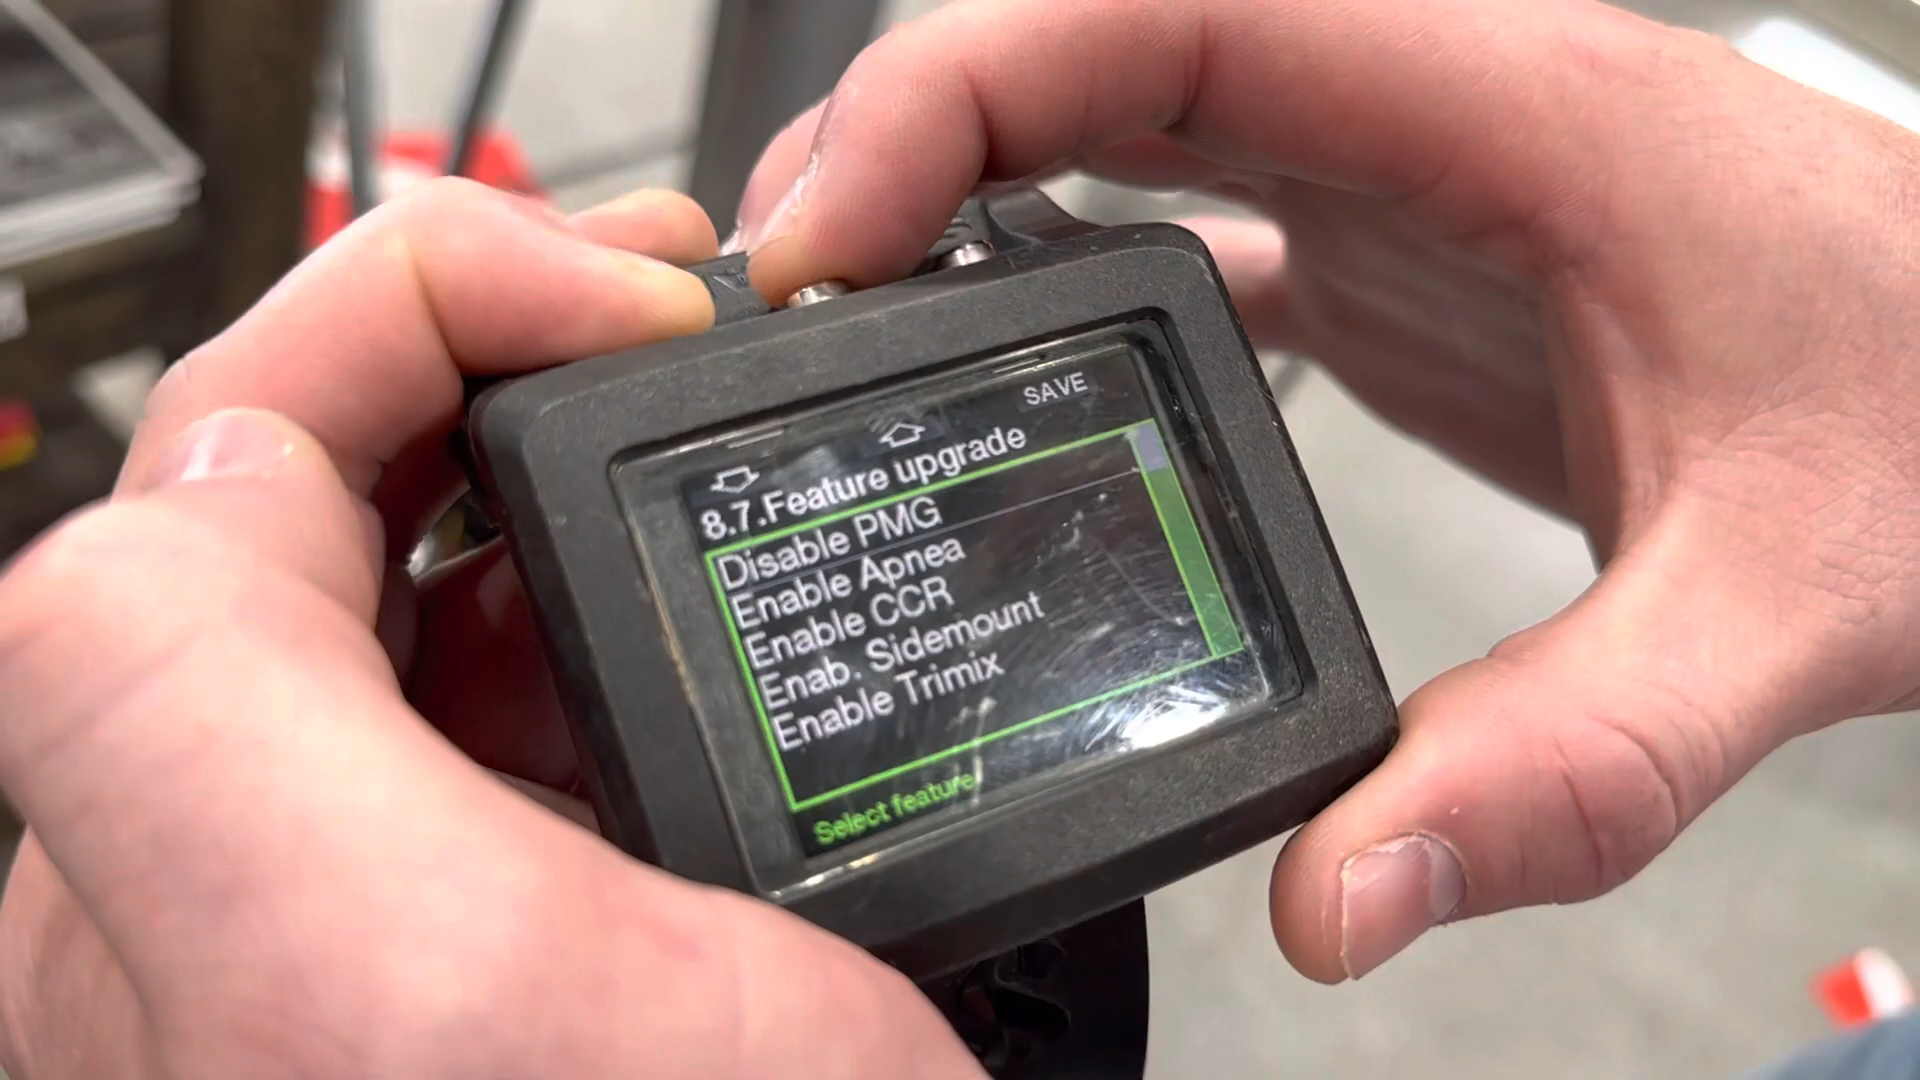 SAVE
8.7.Feature upgrade
Disable PMG
Enable Apnea
Enable CCR
Enab. Sidemount
Enable Trimix
Select feature